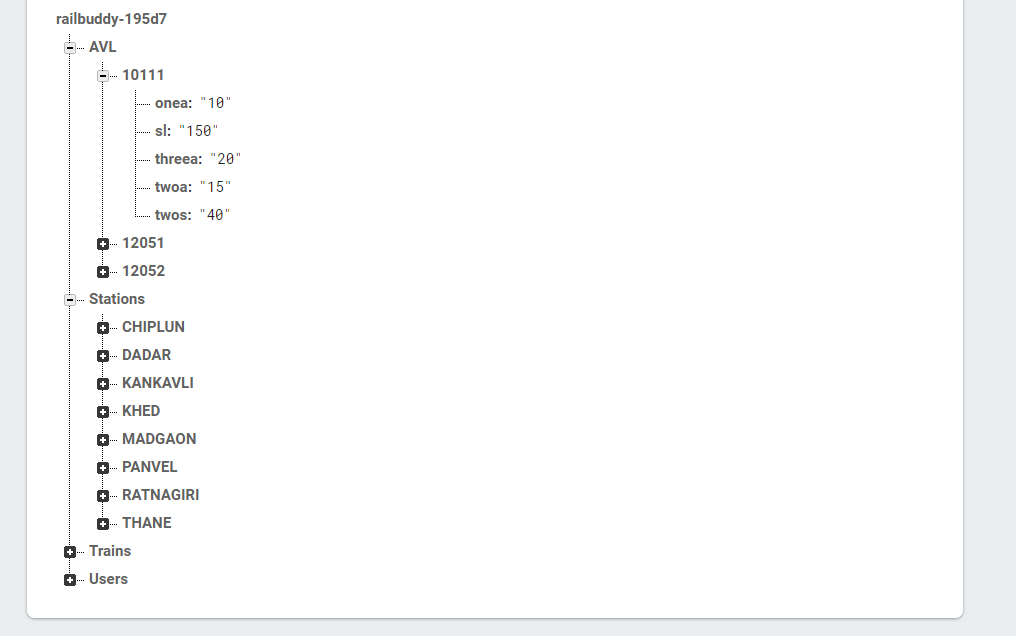 railbuddy-195d7
AVL
10111
onea: "10"
sl: "150"
threea: "20"
twoa: "15"
twos: "40"
12051
12052
Stations
CHIPLUN
DADAR
KANKAVLI
KHED
MADGAON
PANVEL
RATNAGIRI
THANE
Trains
Users